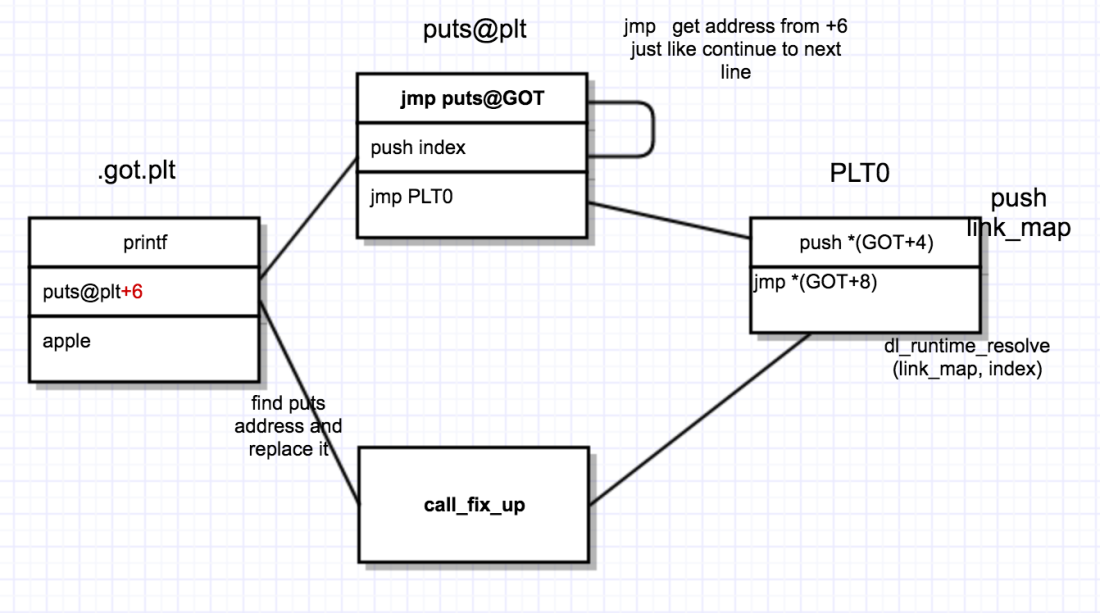 puts@plt
jmp get address from +6
just like continue to next
line
jmp puts@GOT
push index
jmp PLT0
.got.plt
printf
puts@plt+6
apple
PLT0
push
link_map
push *(GOT+4)
jmp *(GOT+8)
dl_runtime_resolve
(link_map, index)
find puts
address and
replace it
call_fix_up